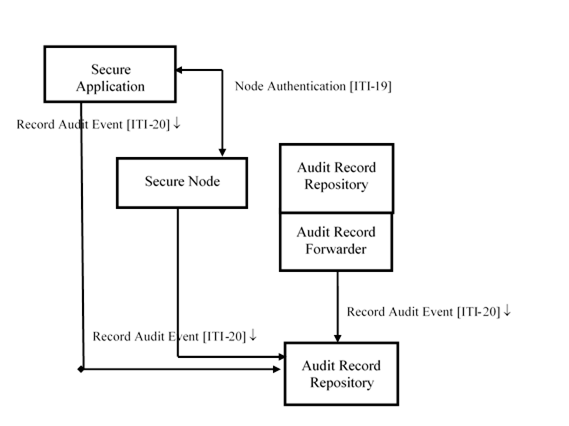 Secure
Application
Node Authentication [ITI-19]
Record Audit Event [ITI-20]↓
Secure Node
Audit Record
Repository
Audit Record
Forwarder
Record Audit Event [ITI-20]↓
Record Audit Event [ITI-20]↓
Audit Record
Repository